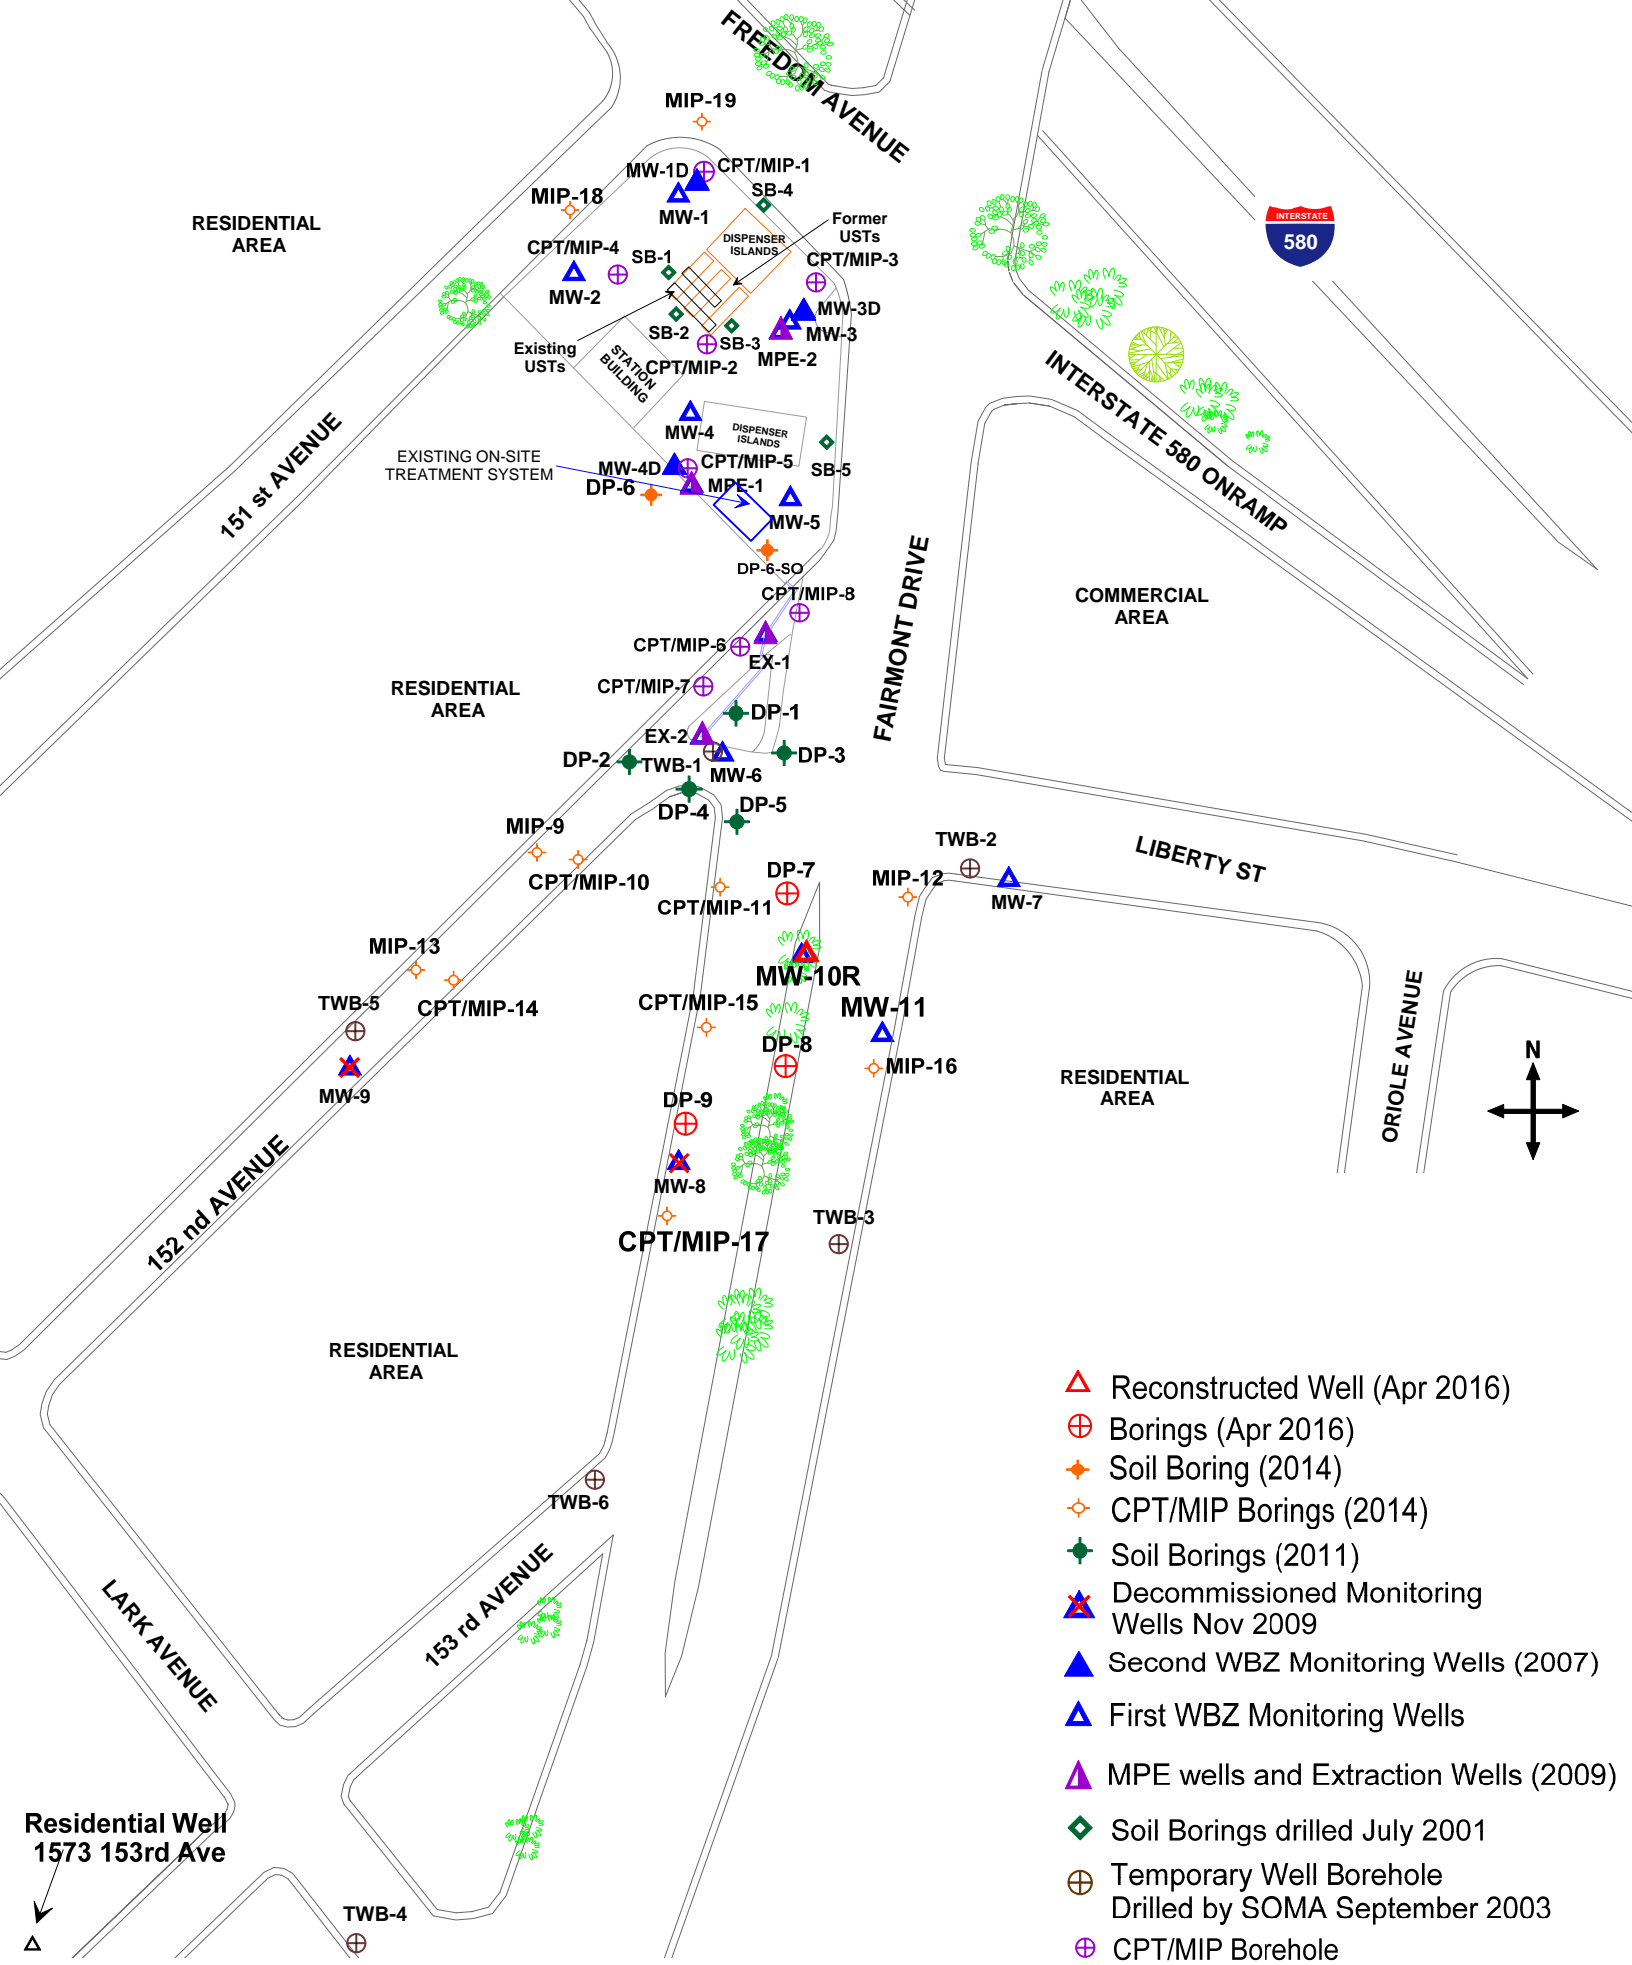 FREEDOM AVENUE
MIP-19
MW-1D
CPT/MIP-1
SB-4
MIP-18
MW-1
Former
USTs
RESIDENTIAL
AREA
DISPENSER
ISLANDS
INTERSTATE
580
CPT/MIP-4
SB-1
CPT/MIP-3
MW-2
MW-3D
SB-2
SB-3
MW-3
Existing
USTs
STATION
BUILDING
CPT/MIP-2
MPE-2
INTERSTATE 580 ONRAMP
MW-4
DISPENSER
ISLANDS
151 st AVENUE
EXISTING ON-SITE
TREATMENT SYSTEM
MW-4D
CPT/MIP-5
SB-5
DP-6
MPE-1
MW-5
DP-6-SO
CPT/MIP-8
FAIRMONT DRIVE
COMMERCIAL
AREA
CPT/MIP-6
EX-1
RESIDENTIAL
AREA
CPT/MIP-7
DP-1
EX-2
DP-2
TWB-1
MW-6
DP-3
DP-4
DP-5
MIP-9
CPT/MIP-10
TWB-2
LIBERTY ST
DP-7
MIP-12
MW-7
CPT/MIP-11
MIP-13
MW-10R
TWB-5
CPT/MIP-14
CPT/MIP-15
MW-11
ORIOLE AVENUE
DP-8
MIP-16
RESIDENTIAL
AREA
N
MW-9
DP-9
152 nd AVENUE
MW-8
TWB-3
CPT/MIP-17
RESIDENTIAL
AREA
TWB-6
LARK AVENUE
153 rd AVENUE
Residential Well
1573 153rd Ave
TWB-4
Reconstructed Well (Apr 2016)
Borings (Apr 2016)
Soil Boring (2014)
CPT/MIP Borings (2014)
Soil Borings (2011)
Decommissioned Monitoring
Wells Nov 2009
Second WBZ Monitoring Wells (2007)
First WBZ Monitoring Wells
MPE wells and Extraction Wells (2009)
Soil Borings drilled July 2001
Temporary Well Borehole
Drilled by SOMA September 2003
CPT/MIP Borehole